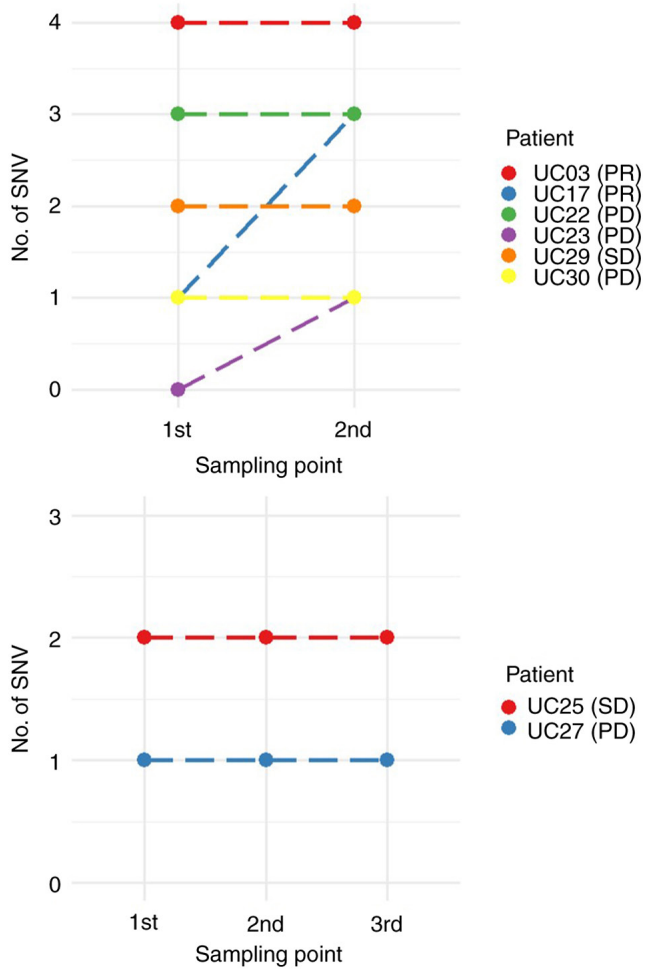 4
3
2
1
0
No. of SNV
1st 2nd
Sampling point
Patient
UC03 (PR)
UC17 (PR)
UC22 (PD)
UC23 (PD)
UC29 (SD)
UC30 (PD)
3
2
1
0
No. of SNV
1st 2nd 3rd
Sampling point
Patient
UC25 (SD)
UC27 (PD)